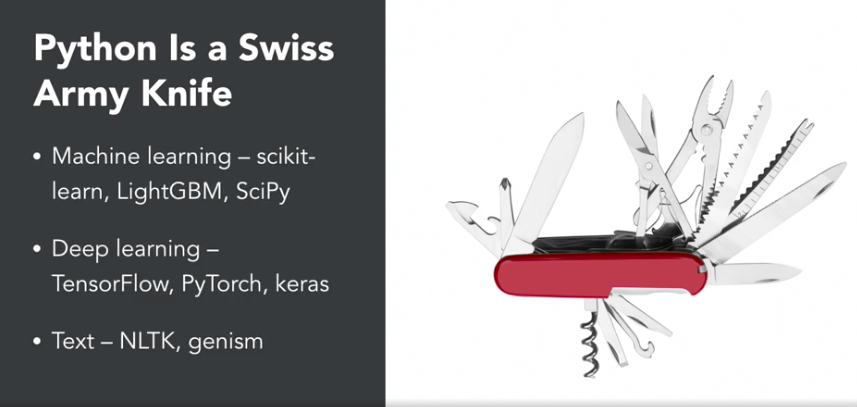 Python Is a Swiss
Army Knife
• Machine learning – scikit-
learn, LightGBM, SciPy
• Deep learning –
TensorFlow, PyTorch, keras
• Text – NLTK, genism